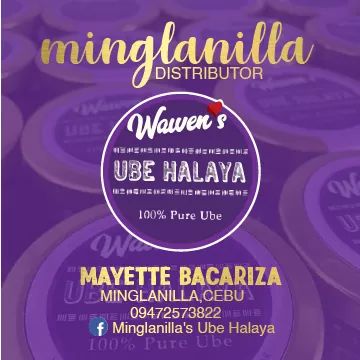 minglanilla
DISTRIBUTOR
Wawen's
UBE HALAYA
100% Pure Ube
MAYETTE BACARIZA
MINGLANILLA,CEBU
09472573822
Minglanilla's Ube Halaya